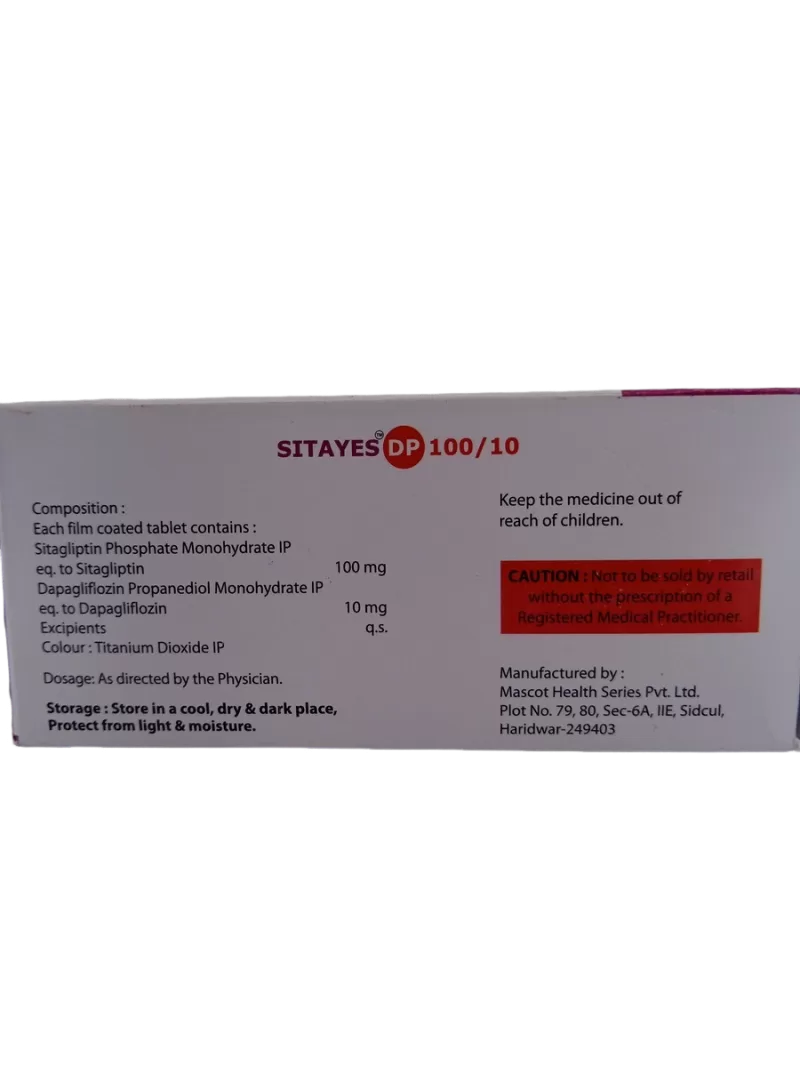 SITAYES™ DP 100/10
Composition :
Each film coated tablet contains :
Sitagliptin Phosphate Monohydrate IP
eq. to Sitagliptin 100 mg
Dapagliflozin Propanediol Monohydrate IP
eq. to Dapagliflozin 10 mg
Excipients q.s.
Colour : Titanium Dioxide IP
Dosage: As directed by the Physician.
Storage : Store in a cool, dry & dark place,
Protect from light & moisture.
Keep the medicine out of
reach of children.
CAUTION : Not to be sold by retail
without the prescription of a
Registered Medical Practitioner.
Manufactured by :
Mascot Health Series Pvt. Ltd.
Plot No. 79, 80, Sec-6A, IIE, Sidcul,
Haridwar-249403